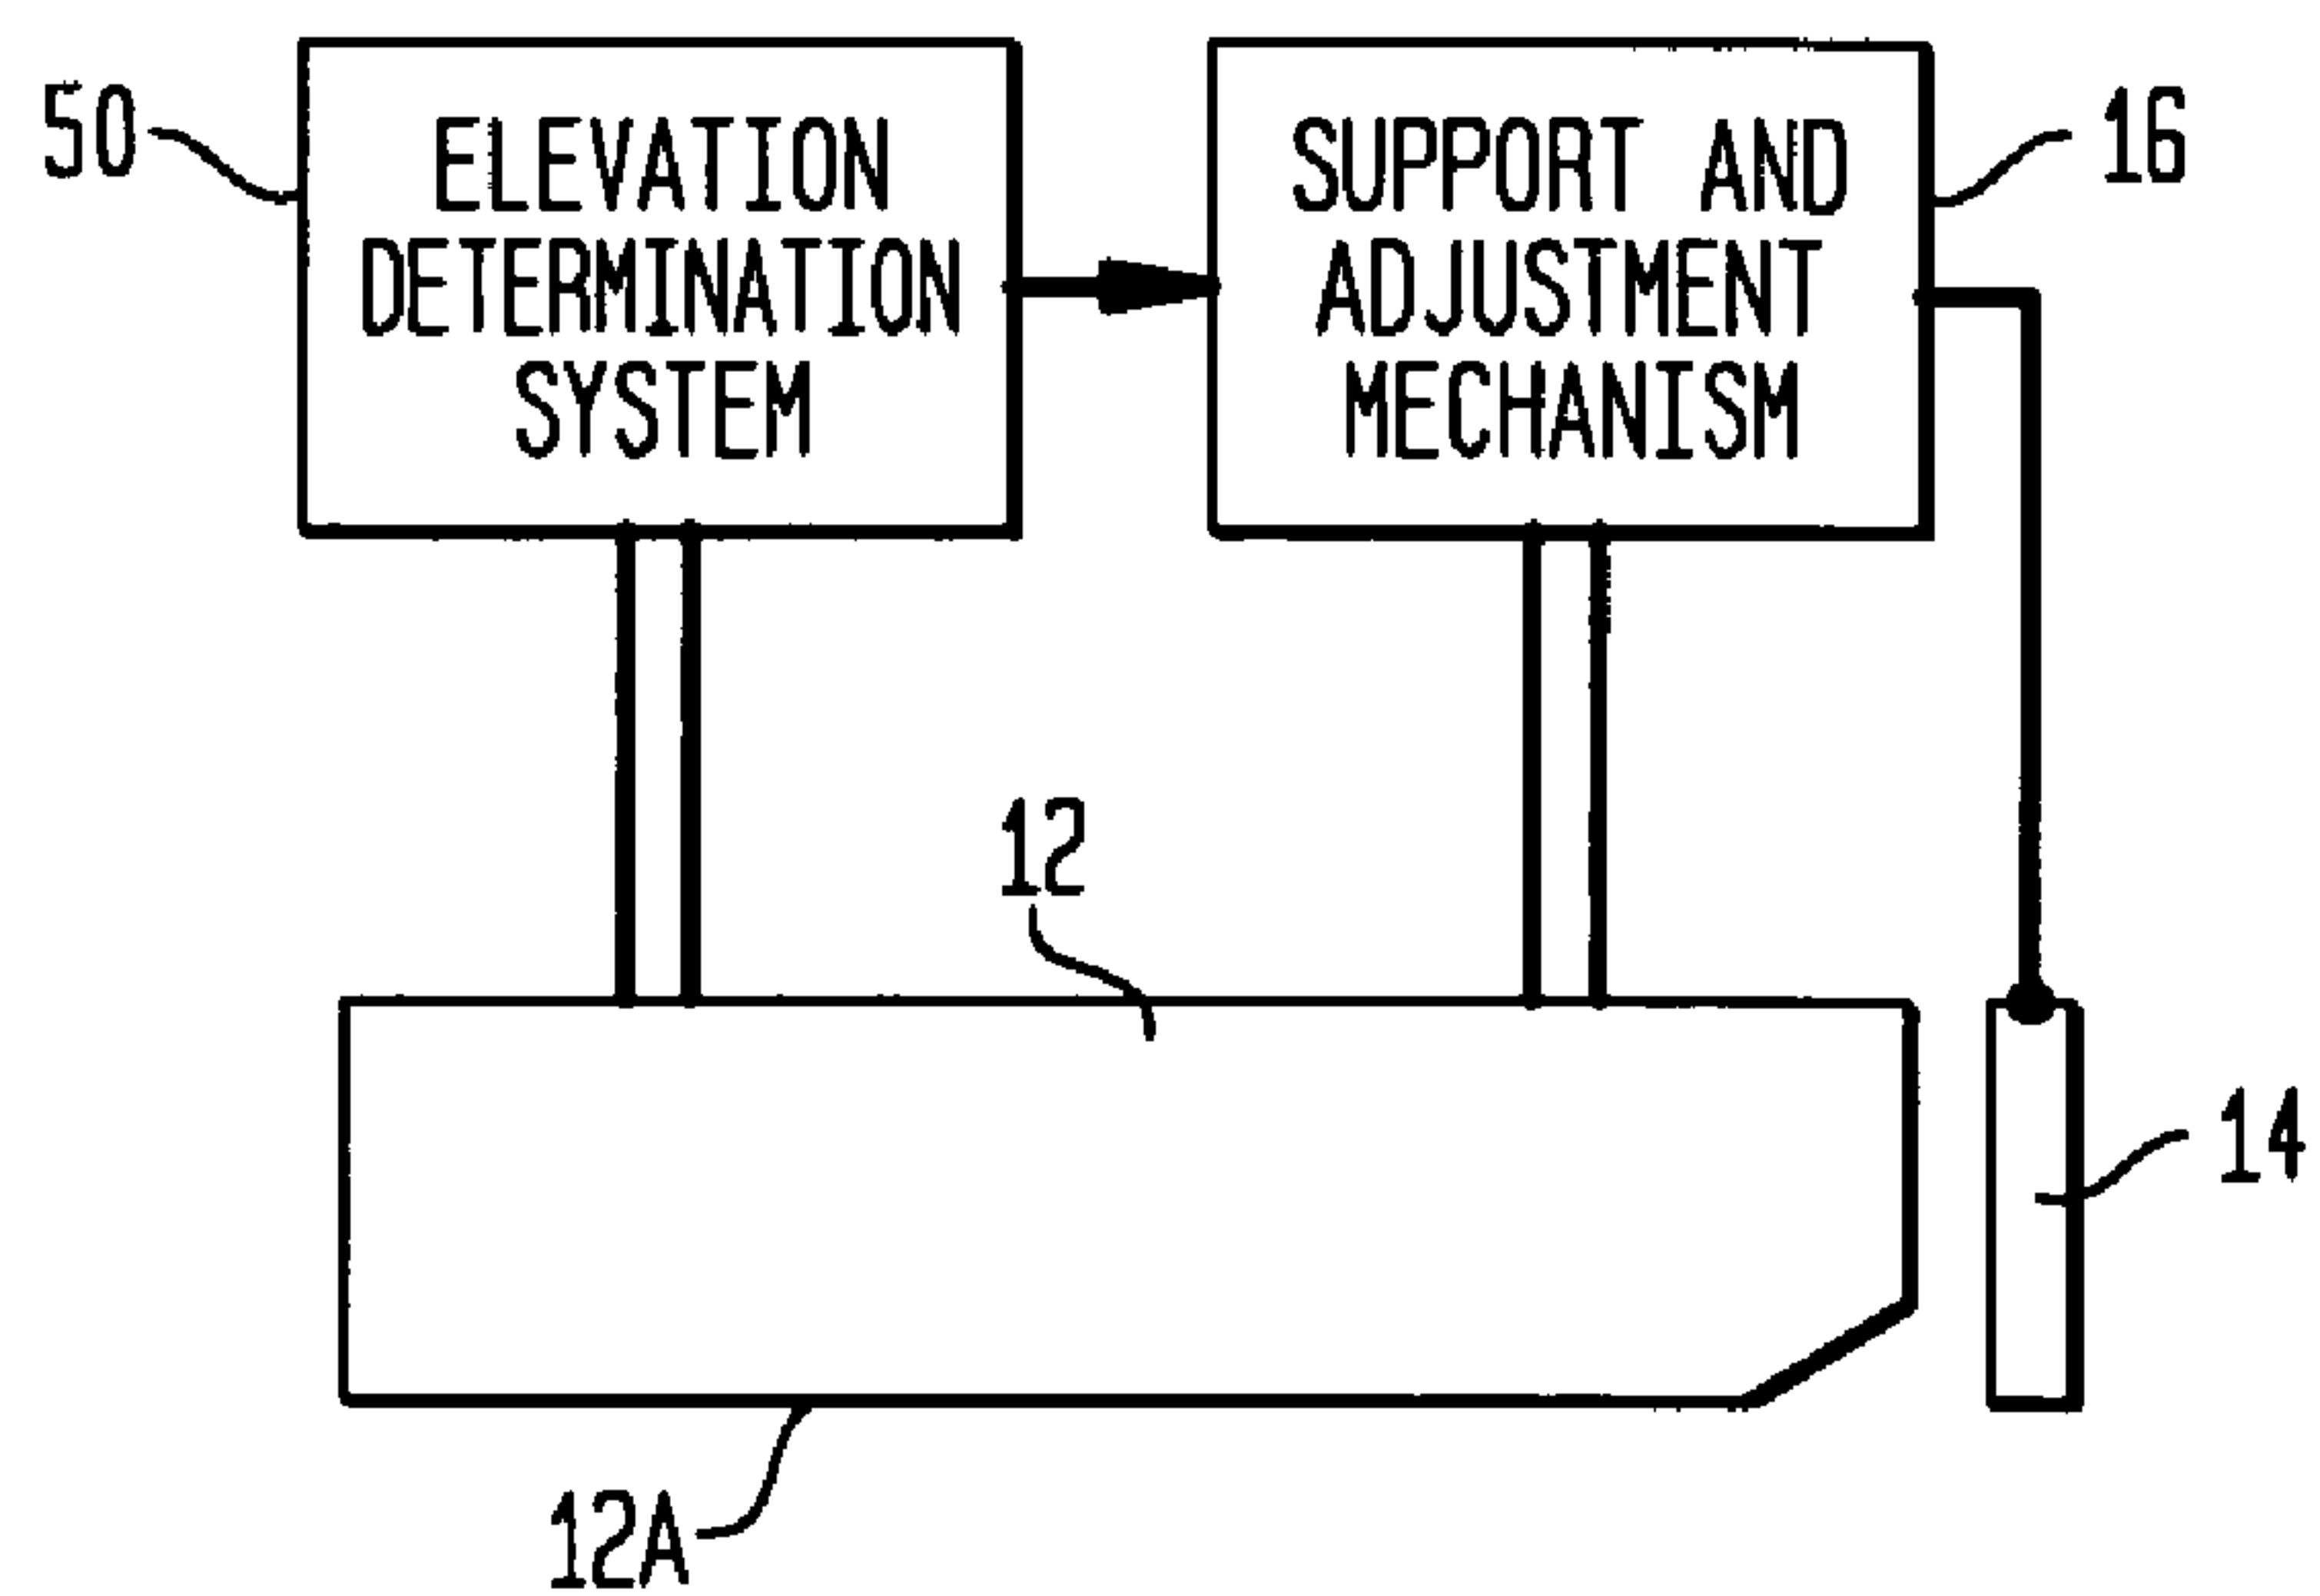 50
ELEVATION
DETERMINATION
SYSTEM
SUPPORT AND
ADJUSTMENT
MECHANISM
16
12
14
12A